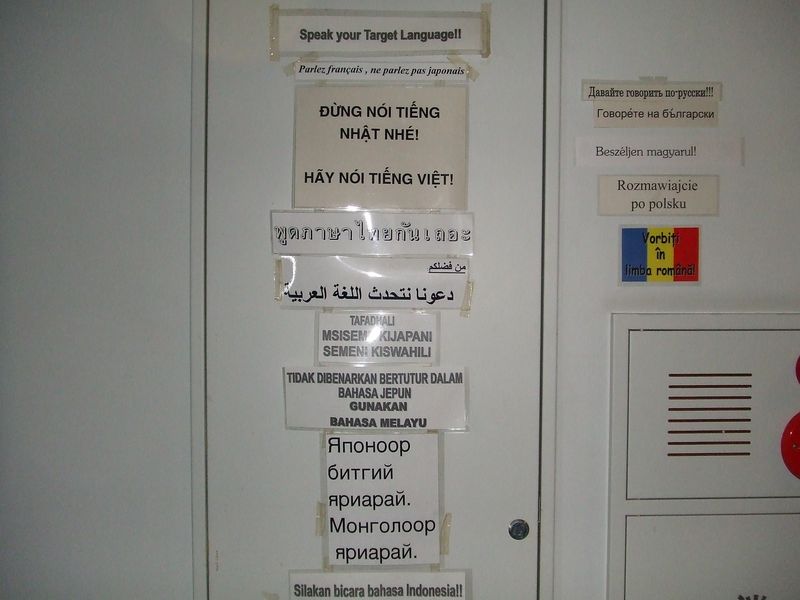 Speak your Target Language!!
Parlez français , ne parlez pas japonais
ĐỪNG NÓI TIẾNG
NHẬT NHÉ!
HÃY NÓI TIẾNG VIỆT!
พูดภาษาไทยกันเถอะ
من فضلكم
دعونا نتحدث اللغة العربية
TAFADHALI
MSISEME KIJAPANI
SEMENI KISWAHILI
TIDAK DIBENARKAN BERTUTUR DALAM
BAHASA JEPUN
GUNAKAN
BAHASA MELAYU
Японоор
битгий
яриарай.
Монголоор
яриарай.
Silakan bicara bahasa Indonesia!!
Давайте говорить по-русски!!!
Говоре́те на бъ́лгарски
Beszéljen magyarul!
Rozmawiajcie
po polsku
Vorbiți
în
limba română!